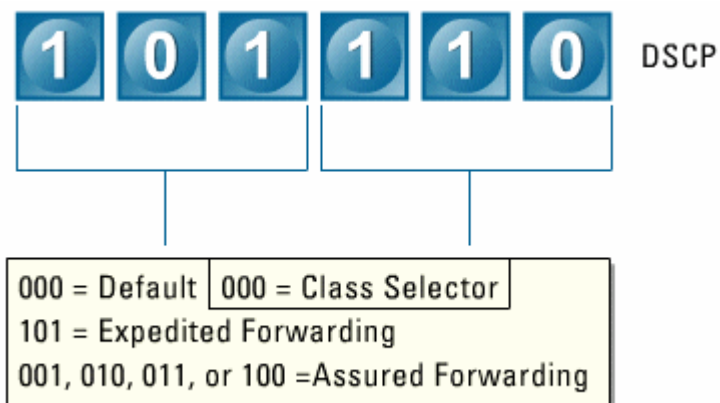 1 0 1 1 1 0 DSCP
000 = Default 000 = Class Selector
101 = Expedited Forwarding
001, 010, 011, or 100 =Assured Forwarding